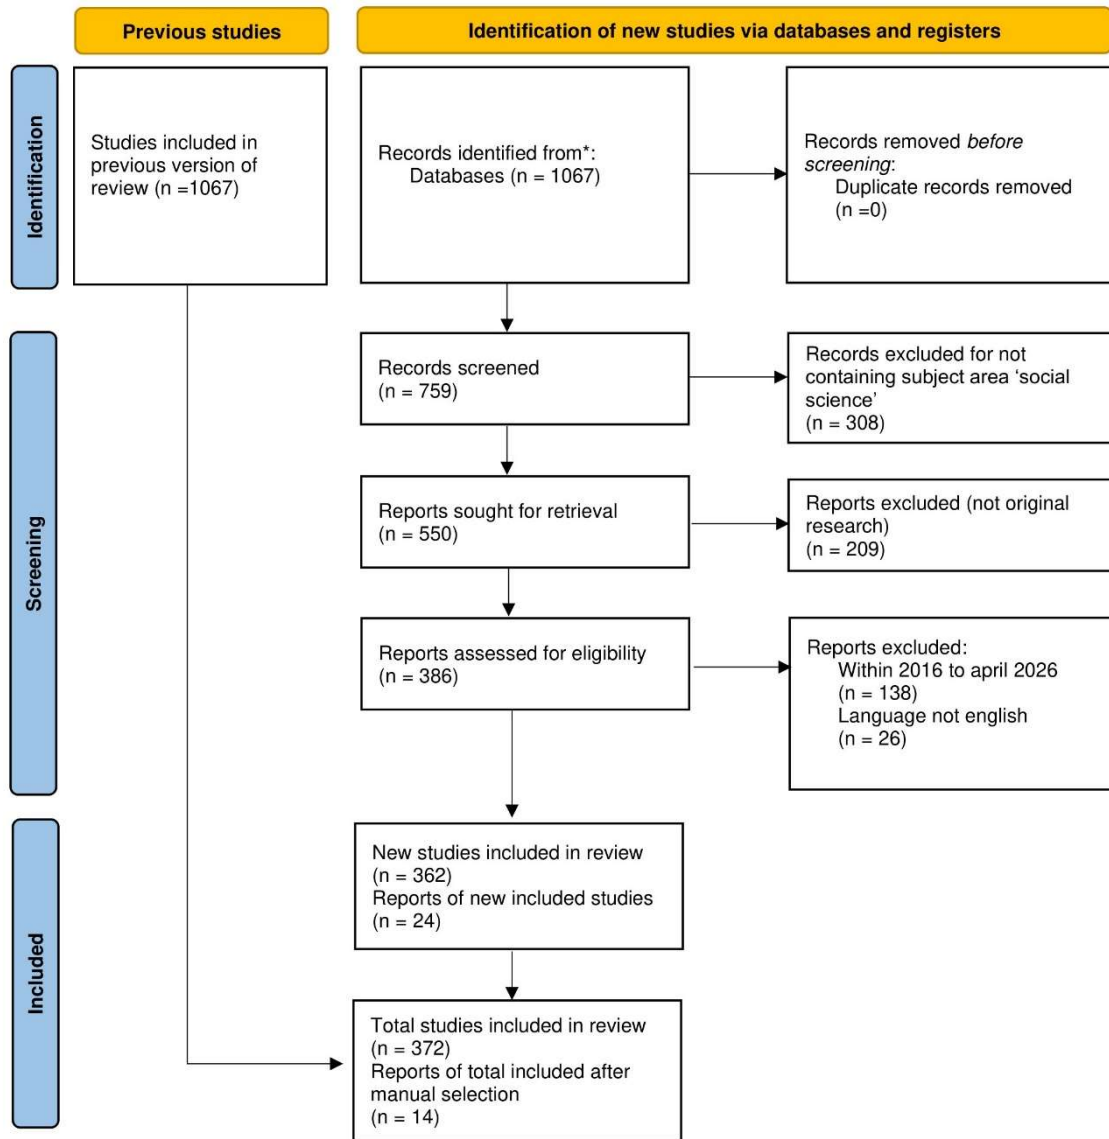 Previous studies
Identification of new studies via databases and registers
Identification
Studies included in
previous version of
review (n =1067)
Records identified from*:
Databases (n = 1067)
Records removed before
screening:
Duplicate records removed
(n =0)
Screening
Records screened
(n = 759)
Records excluded for not
containing subject area ‘social
science’
(n = 308)
Reports sought for retrieval
(n = 550)
Reports excluded (not original
research)
(n = 209)
Reports assessed for eligibility
(n = 386)
Reports excluded:
Within 2016 to april 2026
(n = 138)
Language not english
(n = 26)
Included
New studies included in review
(n = 362)
Reports of new included studies
(n = 24)
Total studies included in review
(n = 372)
Reports of total included after
manual selection
(n = 14)